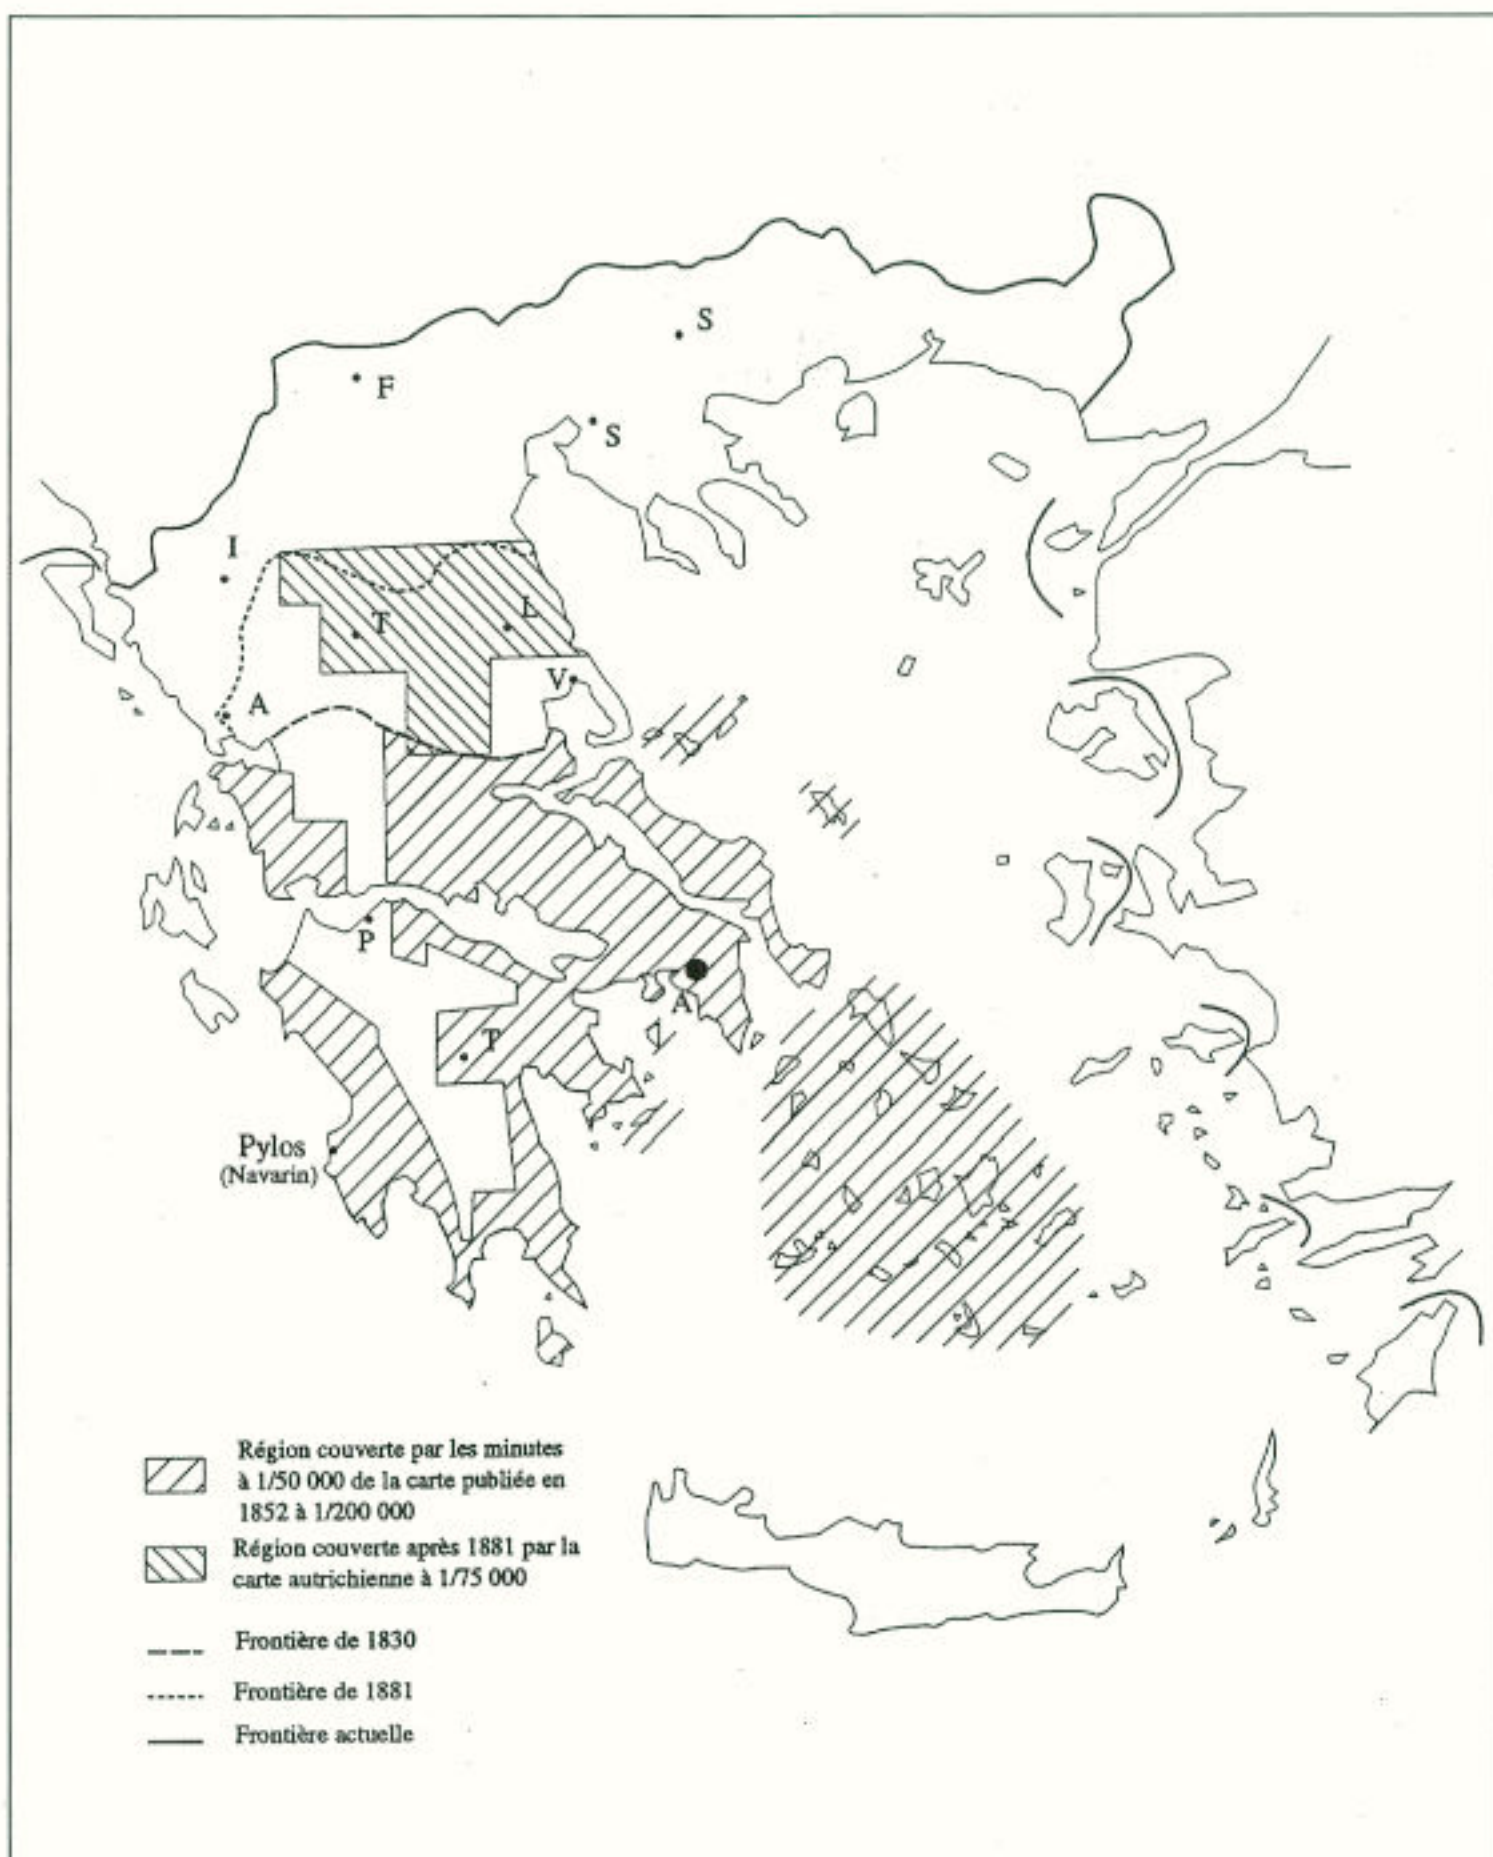 S
F
S
I
T
L
A
V
P
A
T
Pylos
(Navarin)
Région couverte par les minutes
à 1/50 000 de la carte publiée en
1852 à 1/200 000
Région couverte après 1881 par la
carte autrichienne à 1/75 000
Frontière de 1830
Frontière de 1881
Frontière actuelle